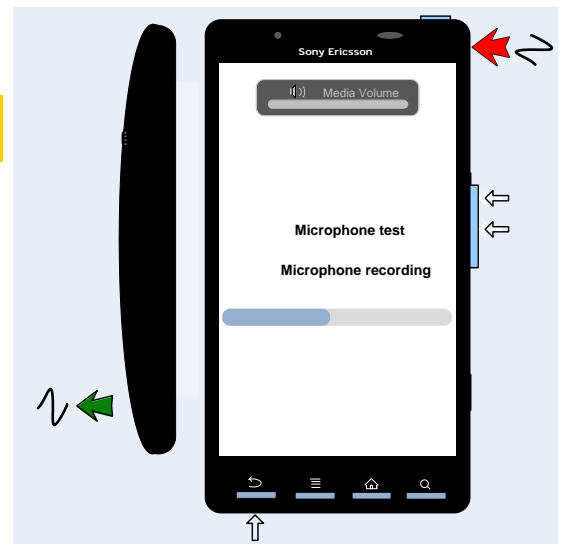 Sony Ericsson
Media Volume
Microphone test
Microphone recording